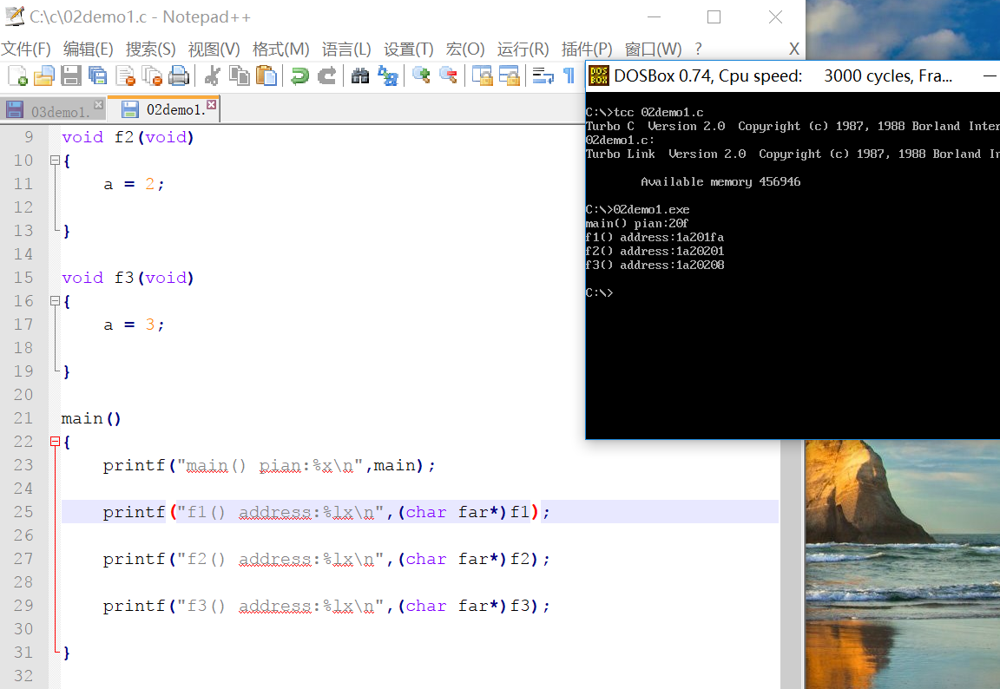 C:\c\02demo1.c - Notepad++
文件(F) 编辑(E) 搜索(S) 视图(V) 格式(M) 语言(L) 设置(T) 宏(O) 运行(R) 插件(P) 窗口(W) ? X
03demo1. 02demo1.
9 void f2(void)
10 {
11 a = 2;
12
13 }
14
15 void f3(void)
16 {
17 a = 3;
18
19 }
20
21 main()
22 {
23 printf("main() pian:%x\n",main);
24
25 printf("f1() address:%lx\n",(char far*)f1);
26
27 printf("f2() address:%lx\n",(char far*)f2);
28
29 printf("f3() address:%lx\n",(char far*)f3);
30
31 }
32
DOS BOX
DOSBox 0.74, Cpu speed: 3000 cycles, Fra...
C:\>tcc 02demo1.c
Turbo C Version 2.0 Copyright (c) 1987, 1988 Borland Inter
02demo1.c:
Turbo Link Version 2.0 Copyright (c) 1987, 1988 Borland In
Available memory 456946
C:\>02demo1.exe
main() pian:20f
f1() address:1a201fa
f2() address:1a20201
f3() address:1a20208
C:\>